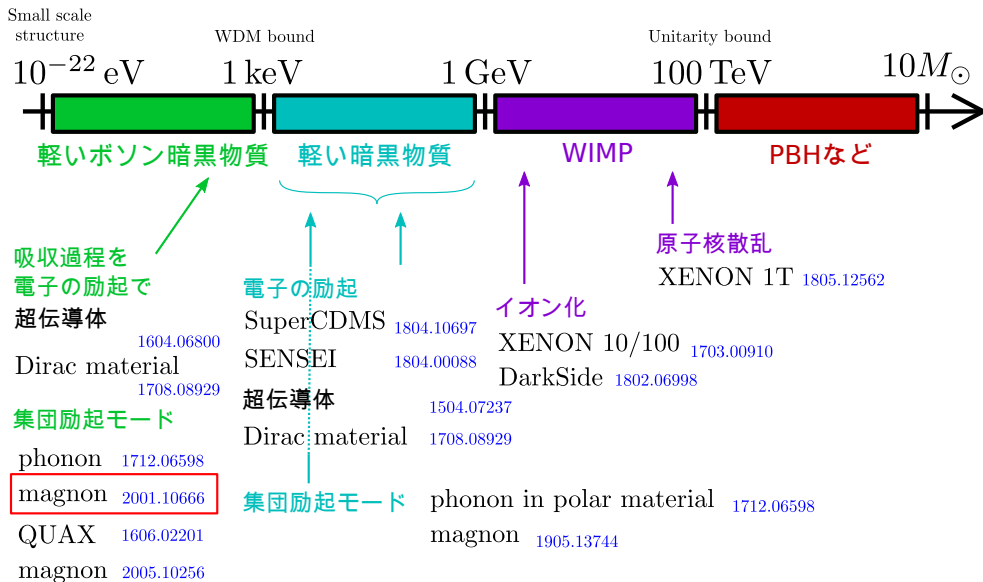 Small scale
structure
WDM bound
Unitarity bound
10^{-22} eV
1 keV
1 GeV
100 TeV
10M_☉
軽いボソン暗黒物質
軽い暗黒物質
WIMP
PBHなど
吸収過程を
電子の励起で
超伝導体
1604.06800
Dirac material
1708.08929
集団励起モード
phonon 1712.06598
magnon 2001.10666
QUAX 1606.02201
magnon 2005.10256
電子の励起
SuperCDMS 1804.10697
SENSEI 1804.00088
超伝導体 1504.07237
Dirac material 1708.08929
集団励起モード
phonon in polar material 1712.06598
magnon 1905.13744
イオン化
XENON 10/100 1703.00910
DarkSide 1802.06998
原子核散乱
XENON 1T 1805.12562